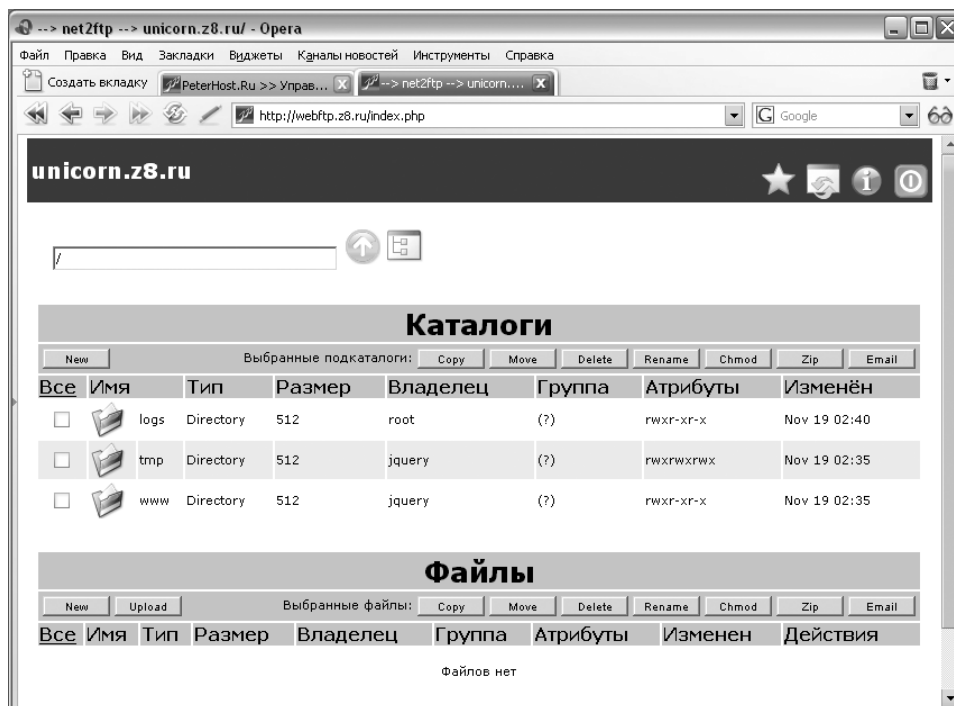 --> net2ftp --> unicorn.z8.ru/ - Opera
Файл Правка Вид Закладки Виджеты Каналы новостей Инструменты Справка
Создать вкладку PeterHost.Ru >> Управ... --> net2ftp --> unicorn....
http://webftp.z8.ru/index.php G Google
unicorn.z8.ru
/
Каталоги
New Выбранные подкаталоги: Copy Move Delete Rename Chmod Zip Email
Все Имя Тип Размер Владелец Группа Атрибуты Изменён
logs Directory 512 root (?) rwxr-xr-x Nov 19 02:40
tmp Directory 512 jquery (?) rwxrwxrwx Nov 19 02:35
www Directory 512 jquery (?) rwxr-xr-x Nov 19 02:35
Файлы
New Upload Выбранные файлы: Copy Move Delete Rename Chmod Zip Email
Все Имя Тип Размер Владелец Группа Атрибуты Изменен Действия
Файлов нет